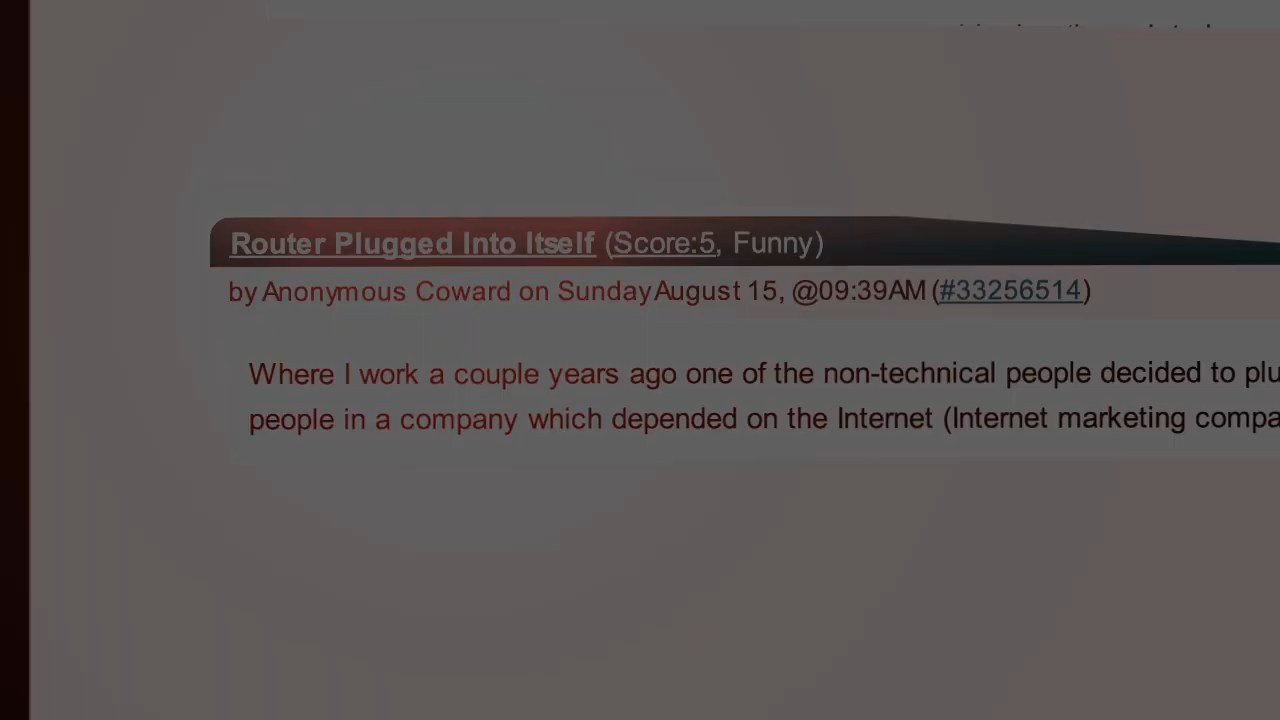 Router Plugged Into Itself (Score:5, Funny)
by Anonymous Coward on Sunday August 15, @09:39AM (#33256514)
Where I work a couple years ago one of the non-technical people decided to
people in a company which depended on the Internet (Internet marketing